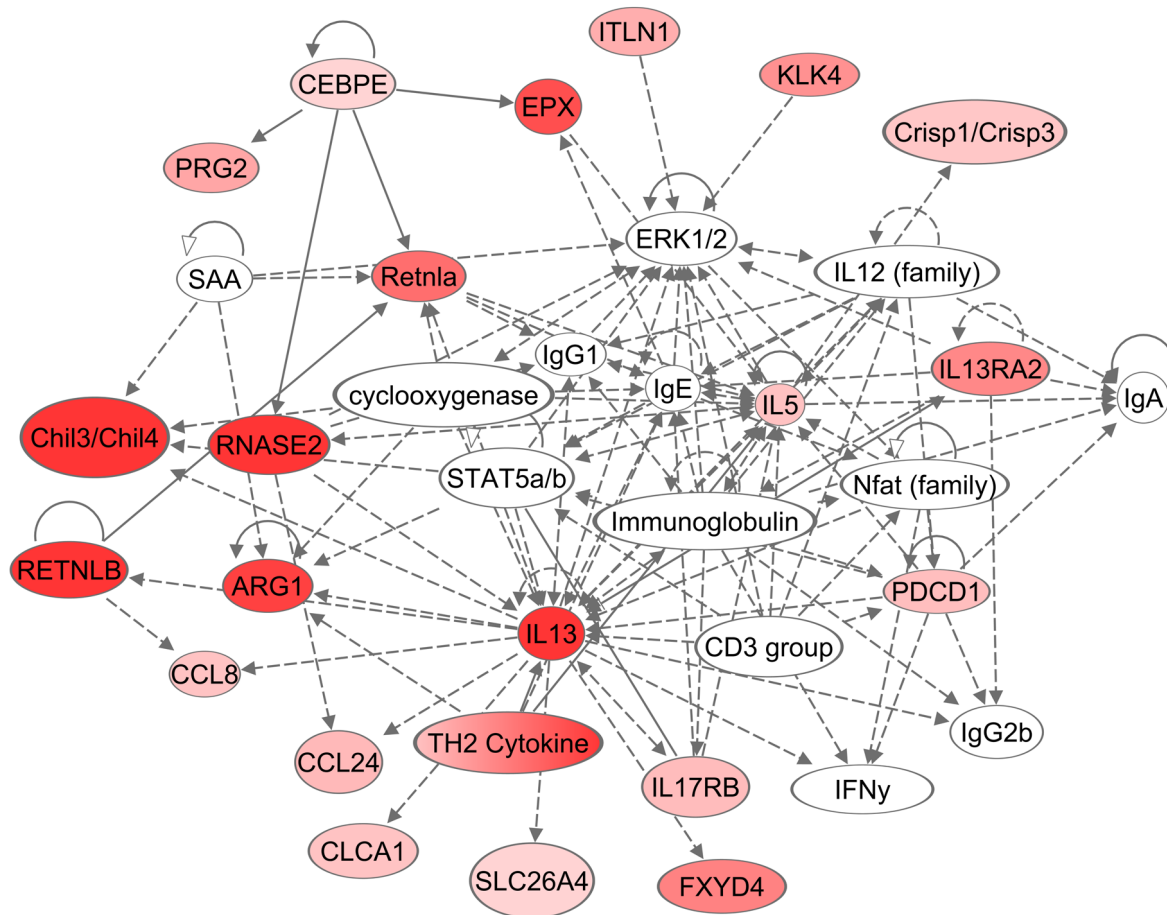 ITLN1
KLK4
CEBPE
EPX
Crisp1/Crisp3
PRG2
ERK1/2
SAA
Retnla
IL12 (family)
IgG1
IL13RA2
cyclooxygenase
IgE
IL5
IgA
Chil3/Chil4
RNASE2
STAT5a/b
Nfat (family)
Immunoglobulin
RETNLB
ARG1
PDCD1
IL13
CD3 group
CCL8
IgG2b
TH2 Cytokine
CCL24
IL17RB
IFNy
CLCA1
SLC26A4
FXYD4